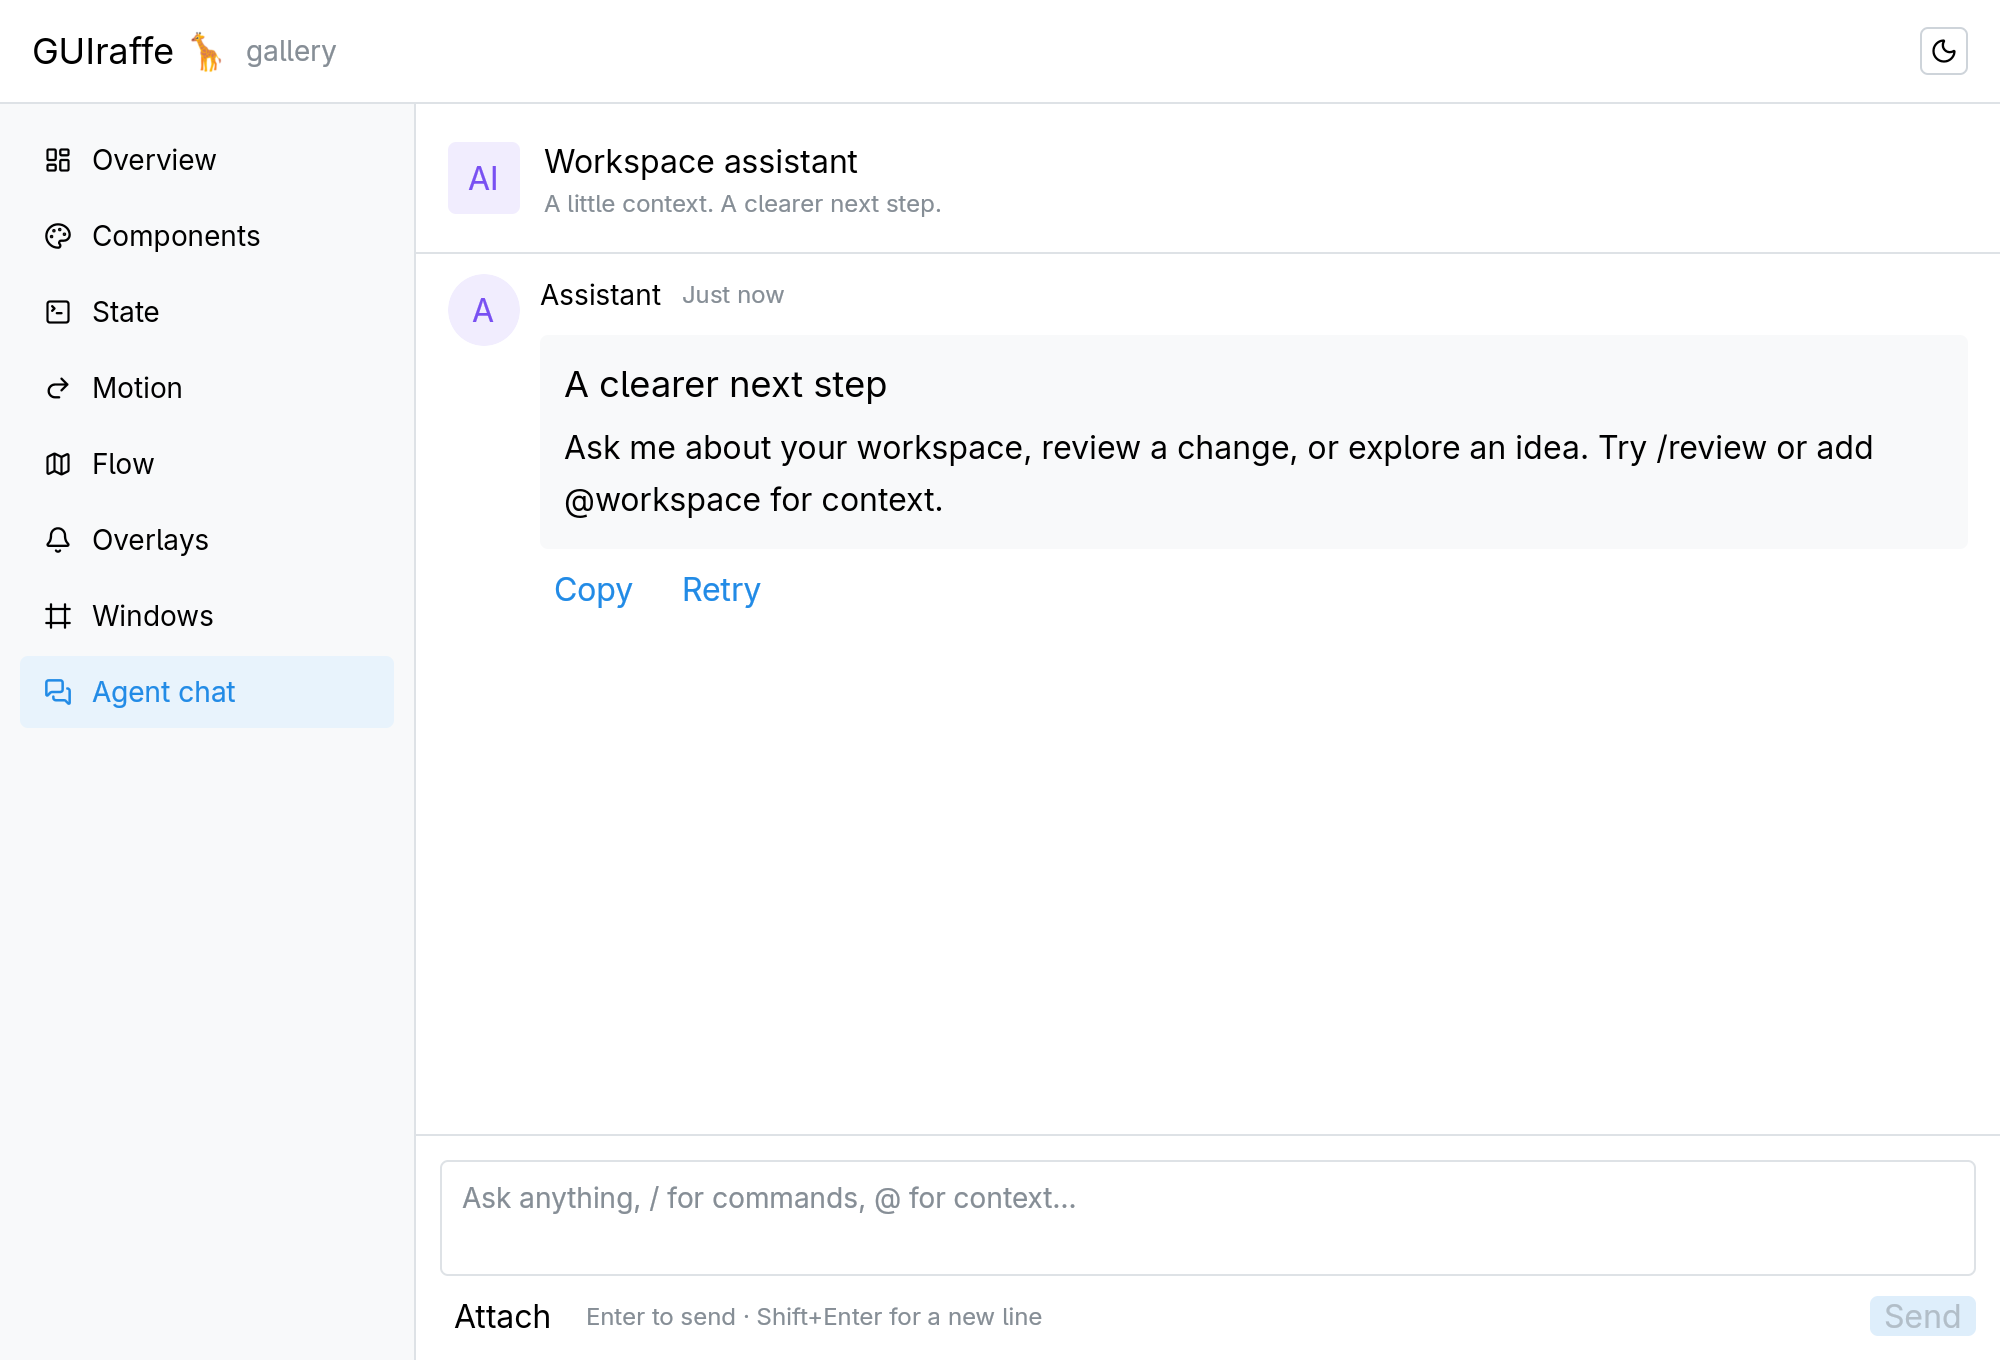 GUIraffe 🦒 gallery
Overview
Components
State
Motion
Flow
Overlays
Windows
Agent chat
AI
Workspace assistant
A little context. A clearer next step.
A
Assistant Just now
A clearer next step
Ask me about your workspace, review a change, or explore an idea. Try /review or add
@workspace for context.
Copy Retry
Ask anything, / for commands, @ for context...
Attach Enter to send · Shift+Enter for a new line Send